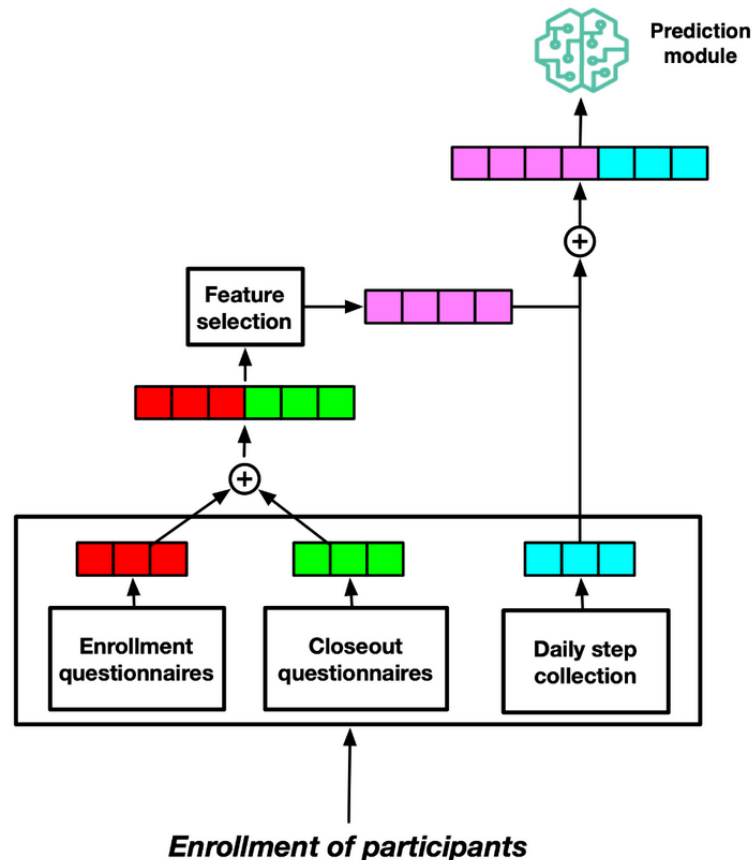 Prediction
module
+
Feature
selection
+
Enrollment
questionnaires
Closeout
questionnaires
Daily step
collection
Enrollment of participants